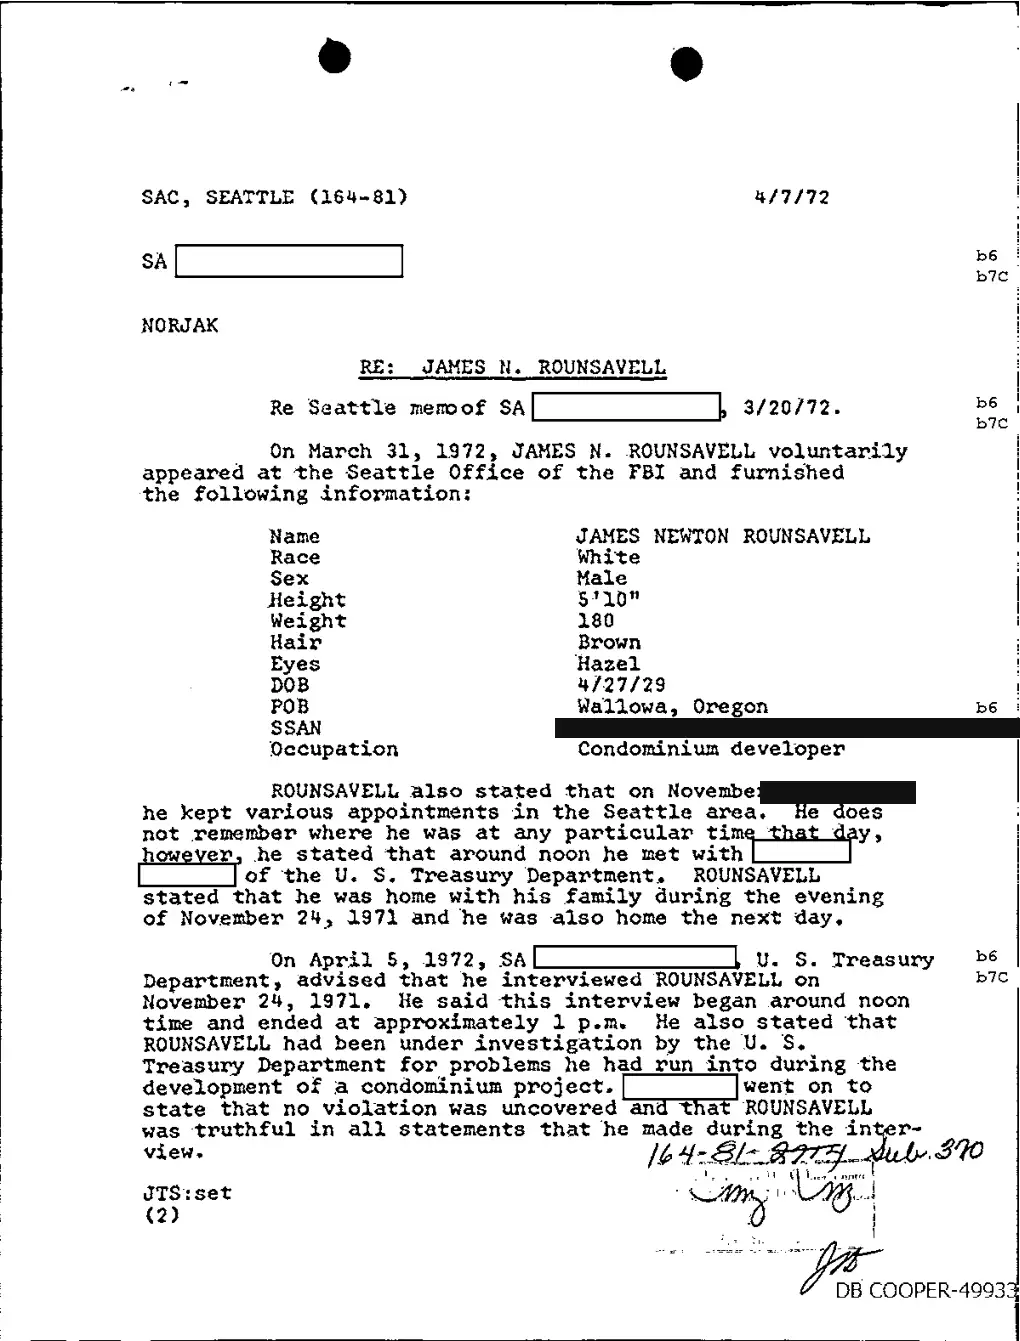 SAC, SEATTLE (164-81) 4/7/72
SA b6
b7C
NORJAK
RE: JAMES N. ROUNSAVELL
Re Seattle memo of SA , 3/20/72. b6
b7C
On March 31, 1972, JAMES N. ROUNSAVELL voluntarily
appeared at the Seattle Office of the FBI and furnished
the following information:
Name JAMES NEWTON ROUNSAVELL
Race White
Sex Male
Height 5'10"
Weight 180
Hair Brown
Eyes Hazel
DOB 4/27/29
POB Wallowa, Oregon b6
SSAN
Occupation Condominium developer
ROUNSAVELL also stated that on November
he kept various appointments in the Seattle area. He does
not remember where he was at any particular time that day,
however, he stated that around noon he met with
of the U. S. Treasury Department. ROUNSAVELL
stated that he was home with his family during the evening
of November 24, 1971 and he was also home the next day.
On April 5, 1972, SA , U. S. Treasury b6
Department, advised that he interviewed ROUNSAVELL on b7C
November 24, 1971. He said this interview began around noon
time and ended at approximately 1 p.m. He also stated that
ROUNSAVELL had been under investigation by the U. S.
Treasury Department for problems he had run into during the
development of a condominium project. went on to
state that no violation was uncovered and that ROUNSAVELL
was truthful in all statements that he made during the inter-
view.
164-81- Sub. 370
JTS:set
(2)
DB COOPER-49933